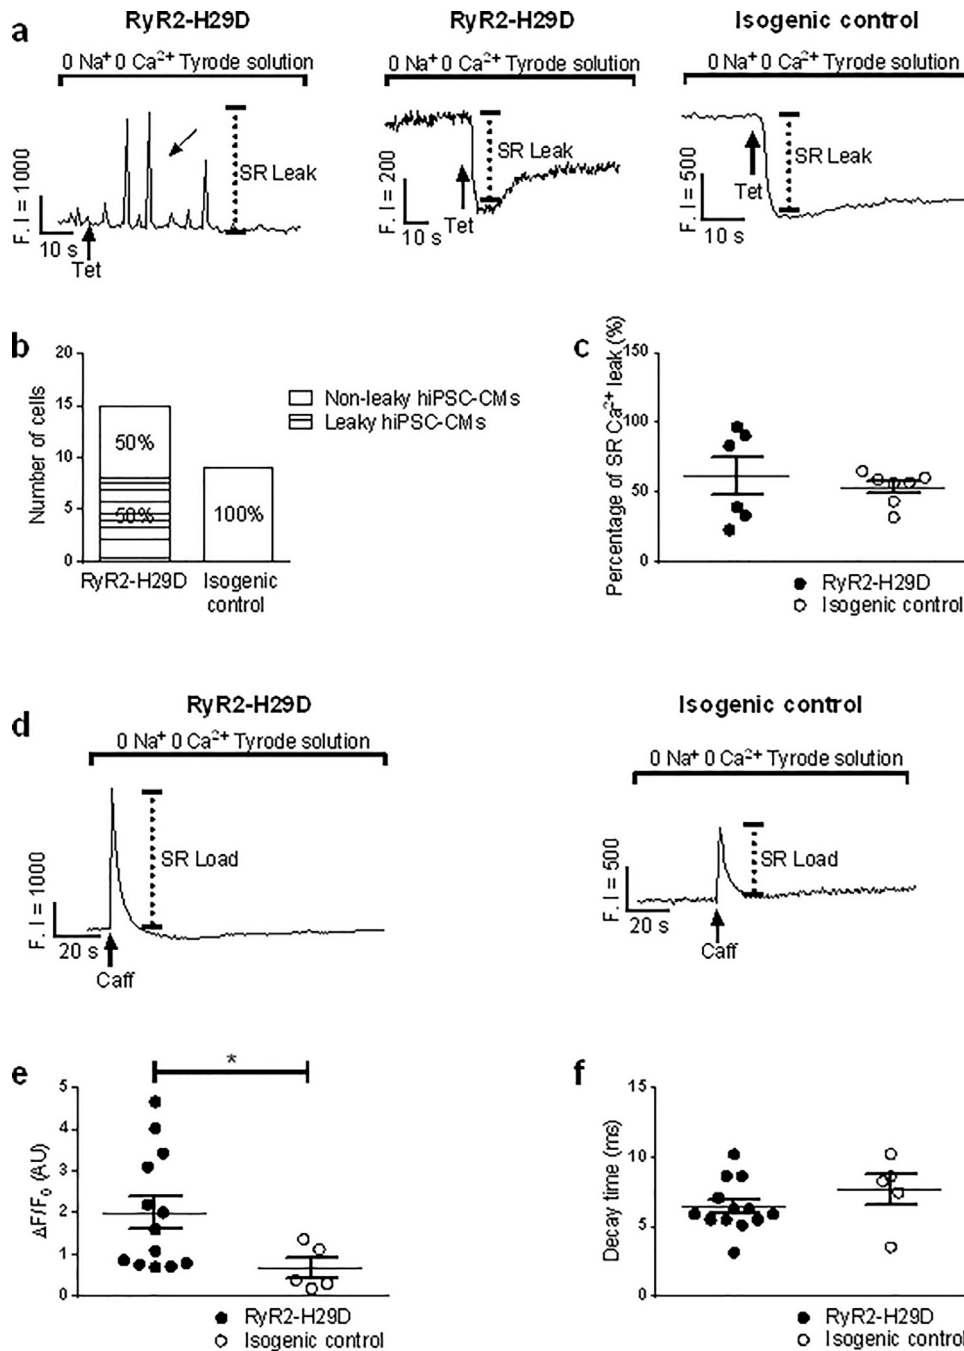 a
RyR2-H29D
RyR2-H29D
Isogenic control
0 Na⁺ 0 Ca²⁺ Tyrode solution
0 Na⁺ 0 Ca²⁺ Tyrode solution
0 Na⁺ 0 Ca²⁺ Tyrode solution
F. I = 1000
10 s
Tet
SR Leak
F. I = 200
10 s
Tet
SR Leak
F. I = 500
10 s
Tet
SR Leak
b
Number of cells
20
15
10
5
0
50%
50%
100%
RyR2-H29D
Isogenic
control
Non-leaky hiPSC-CMs
Leaky hiPSC-CMs
c
Percentage of SR Ca²⁺ leak (%)
150
100
50
0
RyR2-H29D
Isogenic control
d
RyR2-H29D
Isogenic control
0 Na⁺ 0 Ca²⁺ Tyrode solution
0 Na⁺ 0 Ca²⁺ Tyrode solution
F. I = 1000
20 s
Caff
SR Load
F. I = 500
20 s
Caff
SR Load
e
*
ΔF/F₀ (AU)
5
4
3
2
1
0
RyR2-H29D
Isogenic control
f
Decay time (ms)
15
10
5
0
RyR2-H29D
Isogenic control